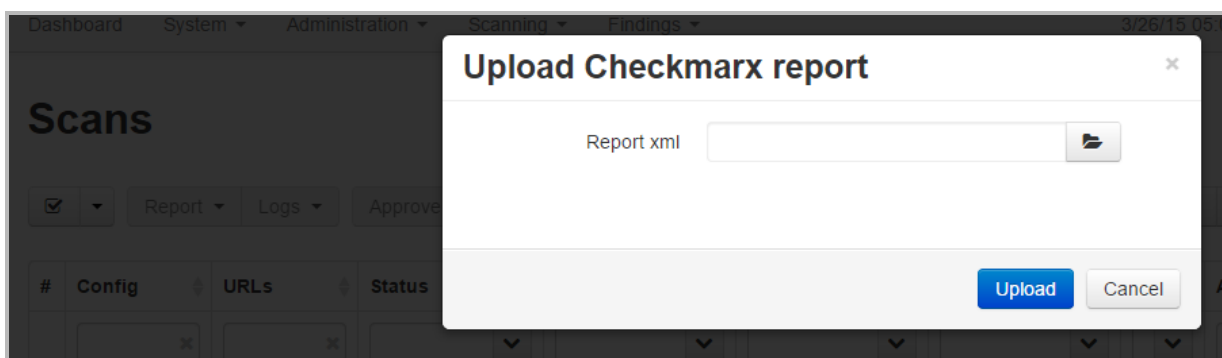 Dashboard System Administration Scanning Findings 3/26/15 05:
Upload Checkmarx report ×
Scans
Report xml
Report Logs Approve
# Config URLs Status
Upload Cancel